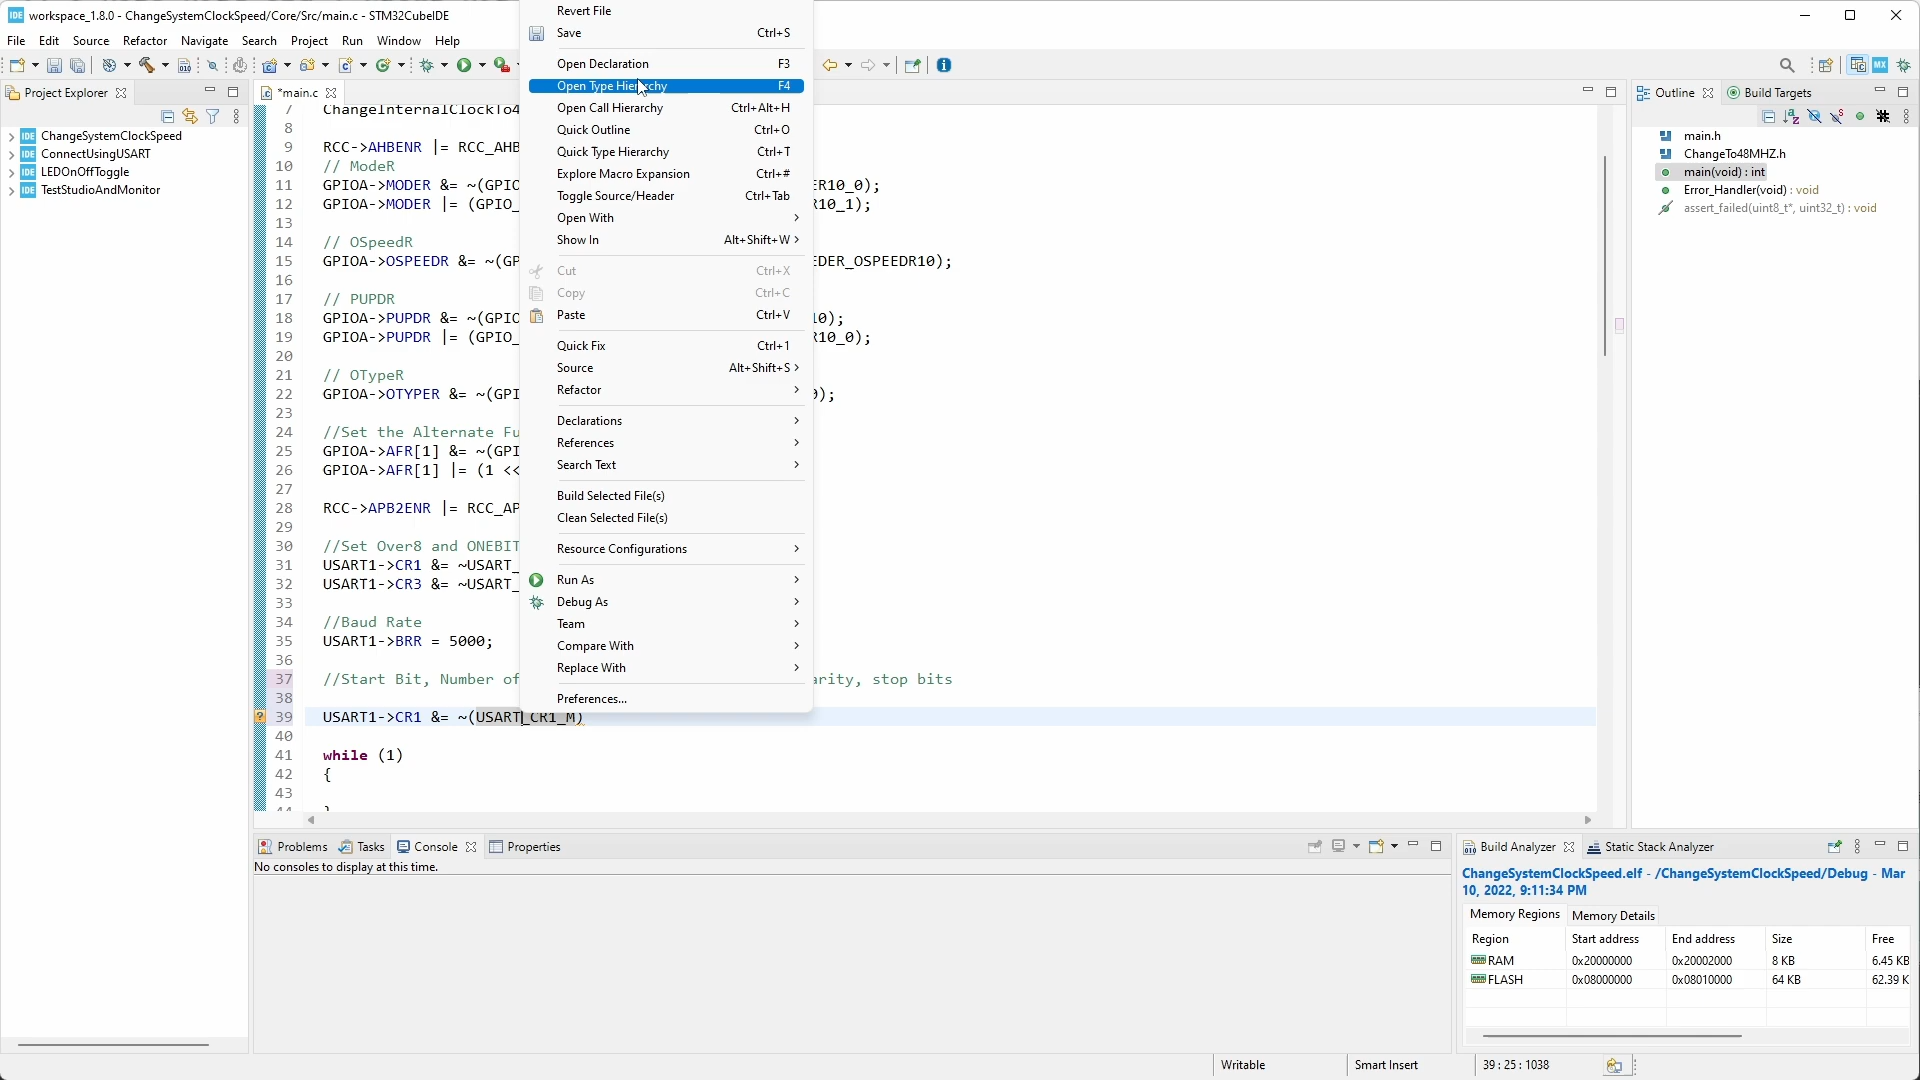 workspace_1.8.0 - ChangeSystemClockSpeed/Core/Src/main.c - STM32CubeIDE
File Edit Source Refactor Navigate Search Project Run Window Help
Project Explorer
ChangeSystemClockSpeed
ConnectUsingUSART
LEDOnOffToggle
TestStudioAndMonitor
*main.c
7 ChangeInternalClockTo4
8
9 RCC->AHBENR |= RCC_AHB
10 // ModeR
11 GPIOA->MODER &= ~(GPIO ER10_0);
12 GPIOA->MODER |= (GPIO_ R10_1);
13
14 // OSpeedR
15 GPIOA->OSPEEDR &= ~(GP EDER_OSPEEDR10);
16
17 // PUPDR
18 GPIOA->PUPDR &= ~(GPIO 10);
19 GPIOA->PUPDR |= (GPIO_ R10_0);
20
21 // OTypeR
22 GPIOA->OTYPER &= ~(GPI 0);
23
24 //Set the Alternate Fu
25 GPIOA->AFR[1] &= ~(GPI
26 GPIOA->AFR[1] |= (1 <<
27
28 RCC->APB2ENR |= RCC_AP
29
30 //Set Over8 and ONEBIT
31 USART1->CR1 &= ~USART_
32 USART1->CR3 &= ~USART_
33
34 //Baud Rate
35 USART1->BRR = 5000;
36
37 //Start Bit, Number of arity, stop bits
38
39 USART1->CR1 &= ~(USART_CR1_M)
40
41 while (1)
42 {
43
44 }
Revert File
Save Ctrl+S
Open Declaration F3
Open Type Hierarchy F4
Open Call Hierarchy Ctrl+Alt+H
Quick Outline Ctrl+O
Quick Type Hierarchy Ctrl+T
Explore Macro Expansion Ctrl+#
Toggle Source/Header Ctrl+Tab
Open With
Show In Alt+Shift+W
Cut Ctrl+X
Copy Ctrl+C
Paste Ctrl+V
Quick Fix Ctrl+1
Source Alt+Shift+S
Refactor
Declarations
References
Search Text
Build Selected File(s)
Clean Selected File(s)
Resource Configurations
Run As
Debug As
Team
Compare With
Replace With
Preferences...
Outline Build Targets
main.h
ChangeTo48MHZ.h
main(void) : int
Error_Handler(void) : void
assert_failed(uint8_t*, uint32_t) : void
Problems Tasks Console Properties
No consoles to display at this time.
Build Analyzer Static Stack Analyzer
ChangeSystemClockSpeed.elf - /ChangeSystemClockSpeed/Debug - Mar
10, 2022, 9:11:34 PM
Memory Regions Memory Details
Region Start address End address Size Free
RAM 0x20000000 0x20002000 8 KB 6.45 KB
FLASH 0x08000000 0x08010000 64 KB 62.39 K
Writable Smart Insert 39 : 25 : 1038